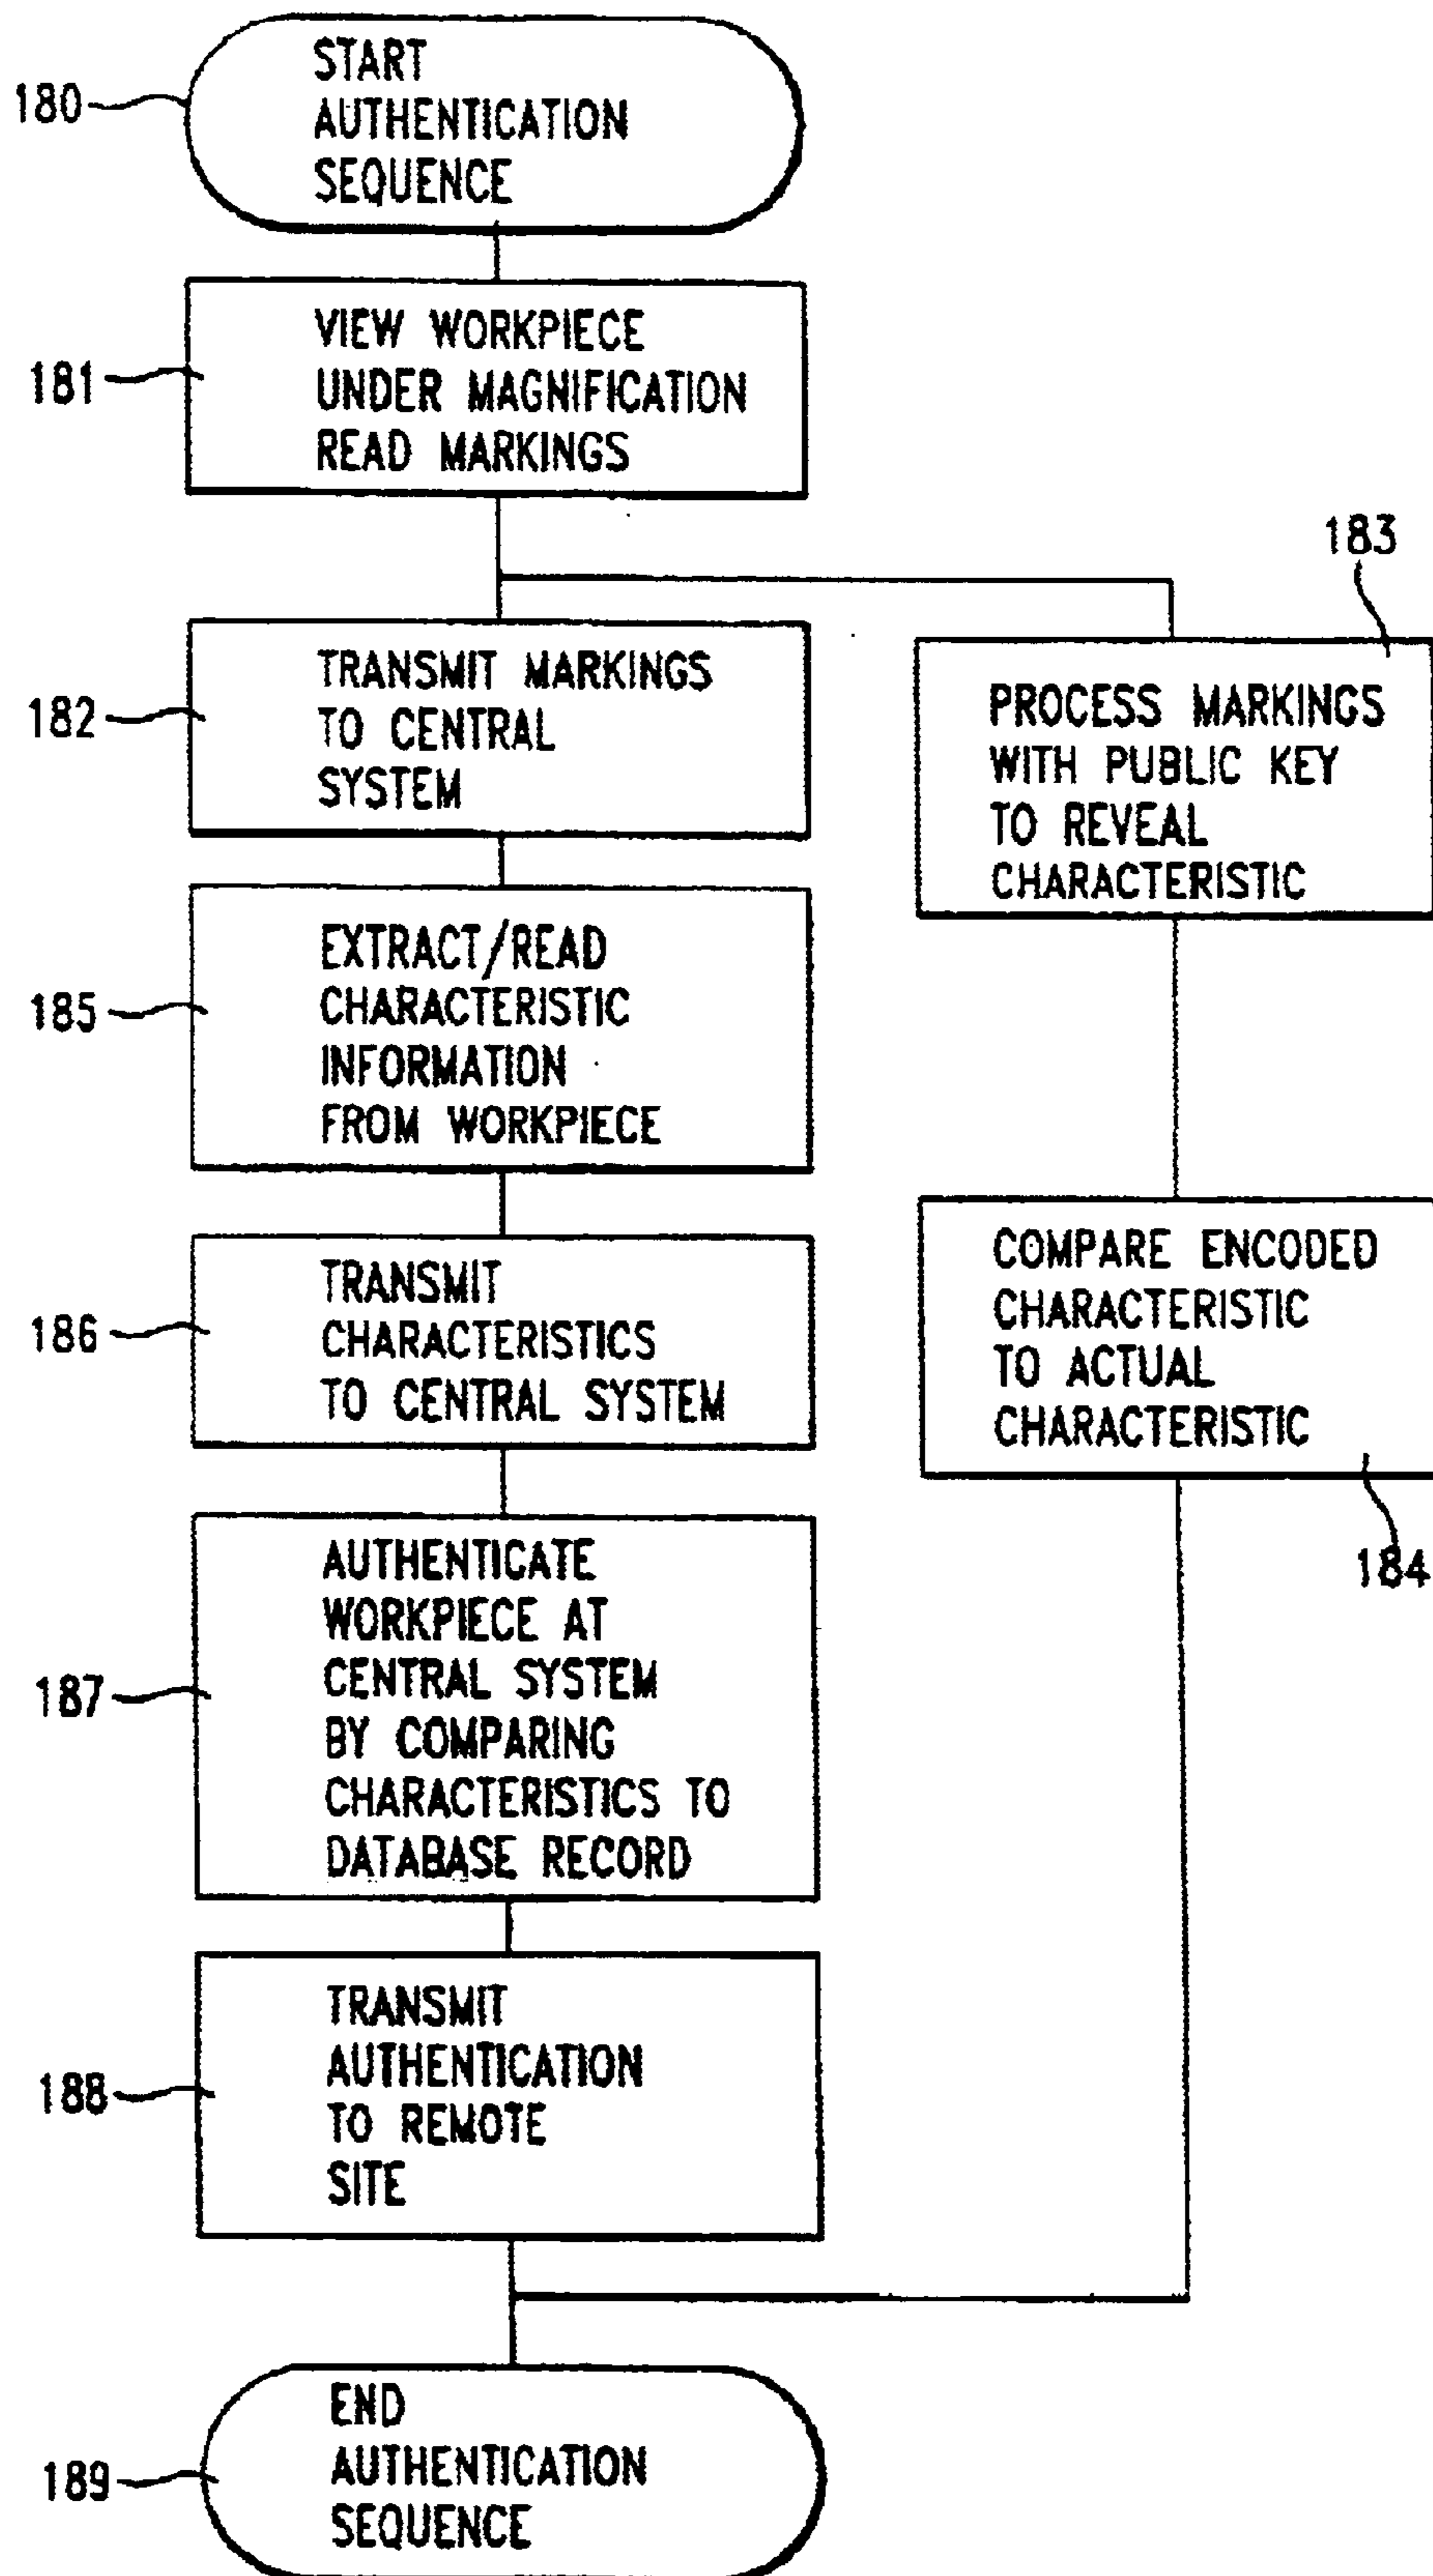 180
START
AUTHENTICATION
SEQUENCE
181
VIEW WORKPIECE
UNDER MAGNIFICATION
READ MARKINGS
182
TRANSMIT MARKINGS
TO CENTRAL
SYSTEM
183
PROCESS MARKINGS
WITH PUBLIC KEY
TO REVEAL
CHARACTERISTIC
185
EXTRACT/READ
CHARACTERISTIC
INFORMATION
FROM WORKPIECE
186
TRANSMIT
CHARACTERISTICS
TO CENTRAL SYSTEM
COMPARE ENCODED
CHARACTERISTIC
TO ACTUAL
CHARACTERISTIC
184
187
AUTHENTICATE
WORKPIECE AT
CENTRAL SYSTEM
BY COMPARING
CHARACTERISTICS TO
DATABASE RECORD
188
TRANSMIT
AUTHENTICATION
TO REMOTE
SITE
189
END
AUTHENTICATION
SEQUENCE